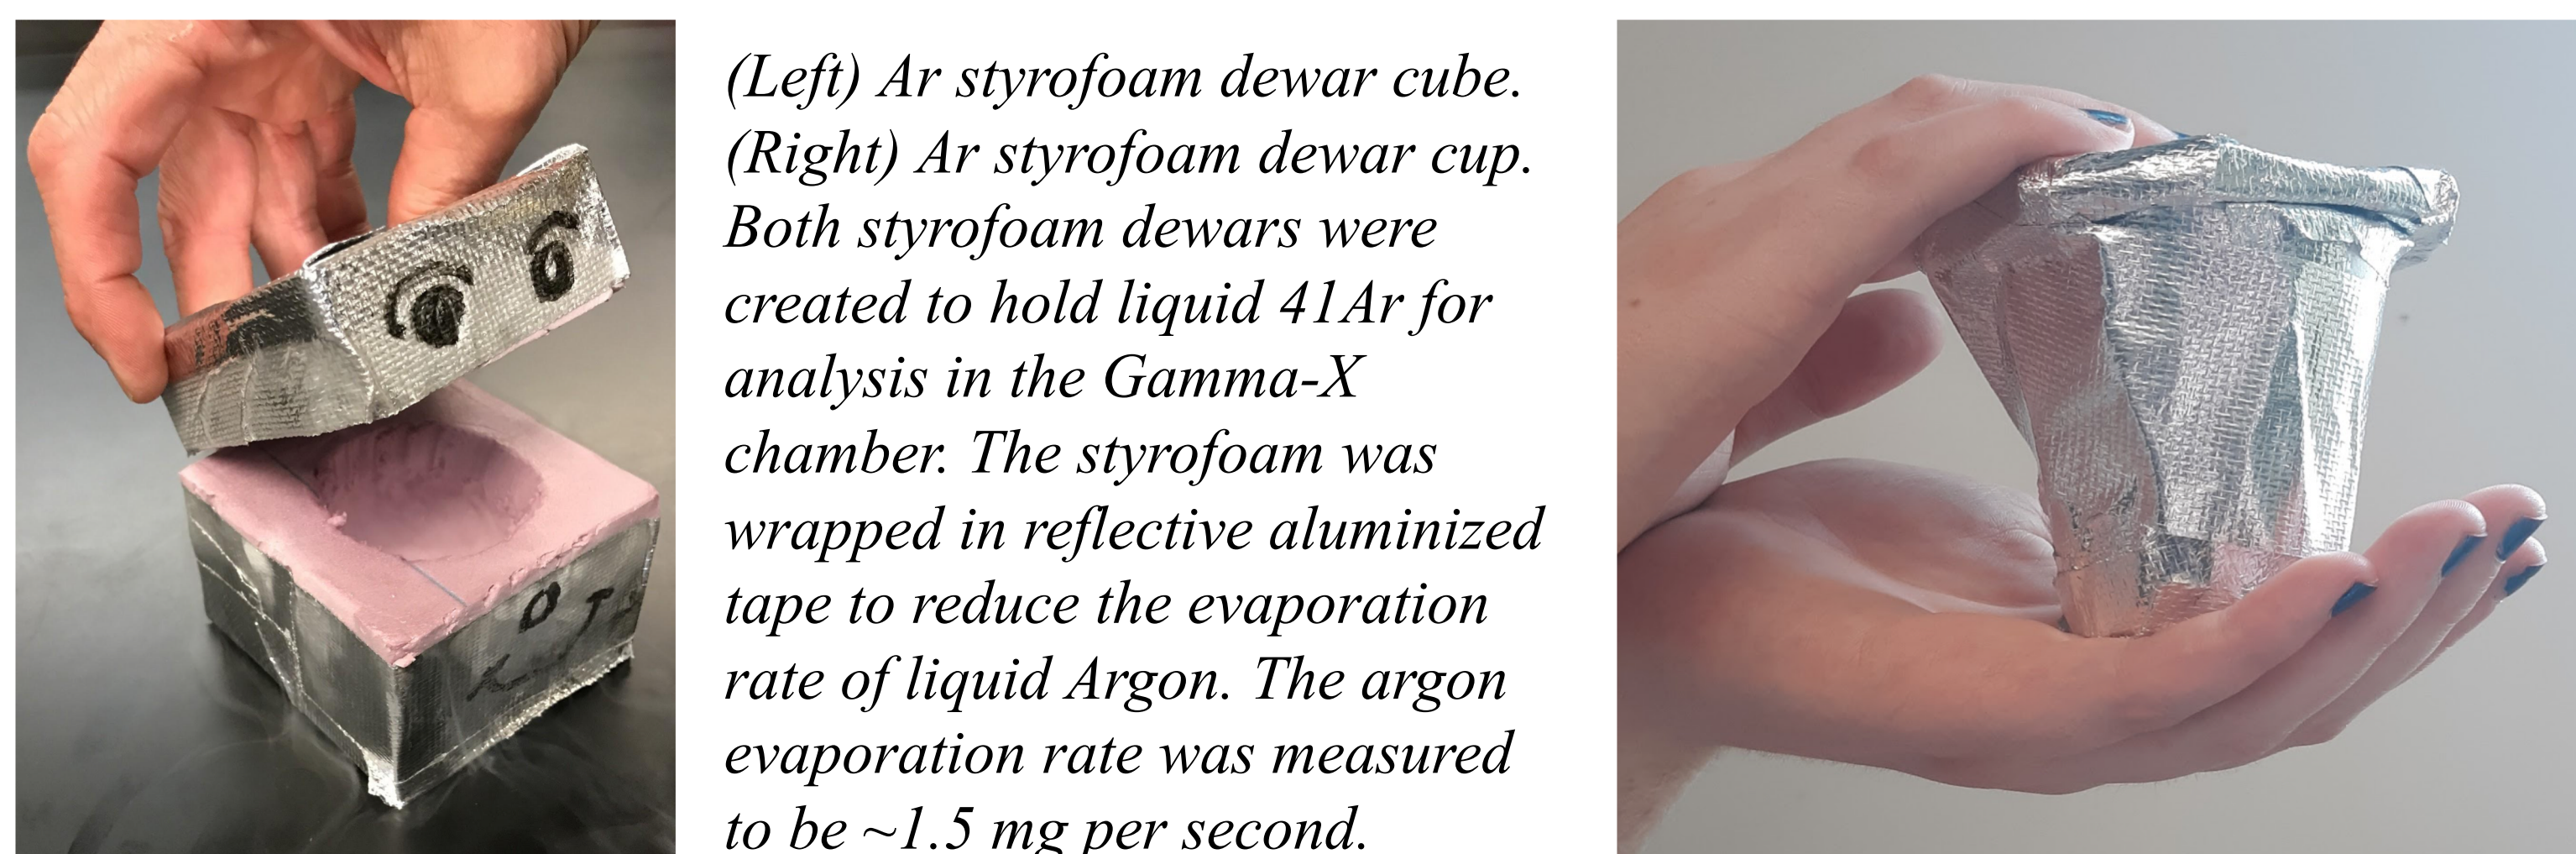 (Left) Ar styrofoam dewar cube.
(Right) Ar styrofoam dewar cup.
Both styrofoam dewars were
created to hold liquid 41Ar for
analysis in the Gamma-X
chamber. The styrofoam was
wrapped in reflective aluminized
tape to reduce the evaporation
rate of liquid Argon. The argon
evaporation rate was measured
to be ~1.5 mg per second.